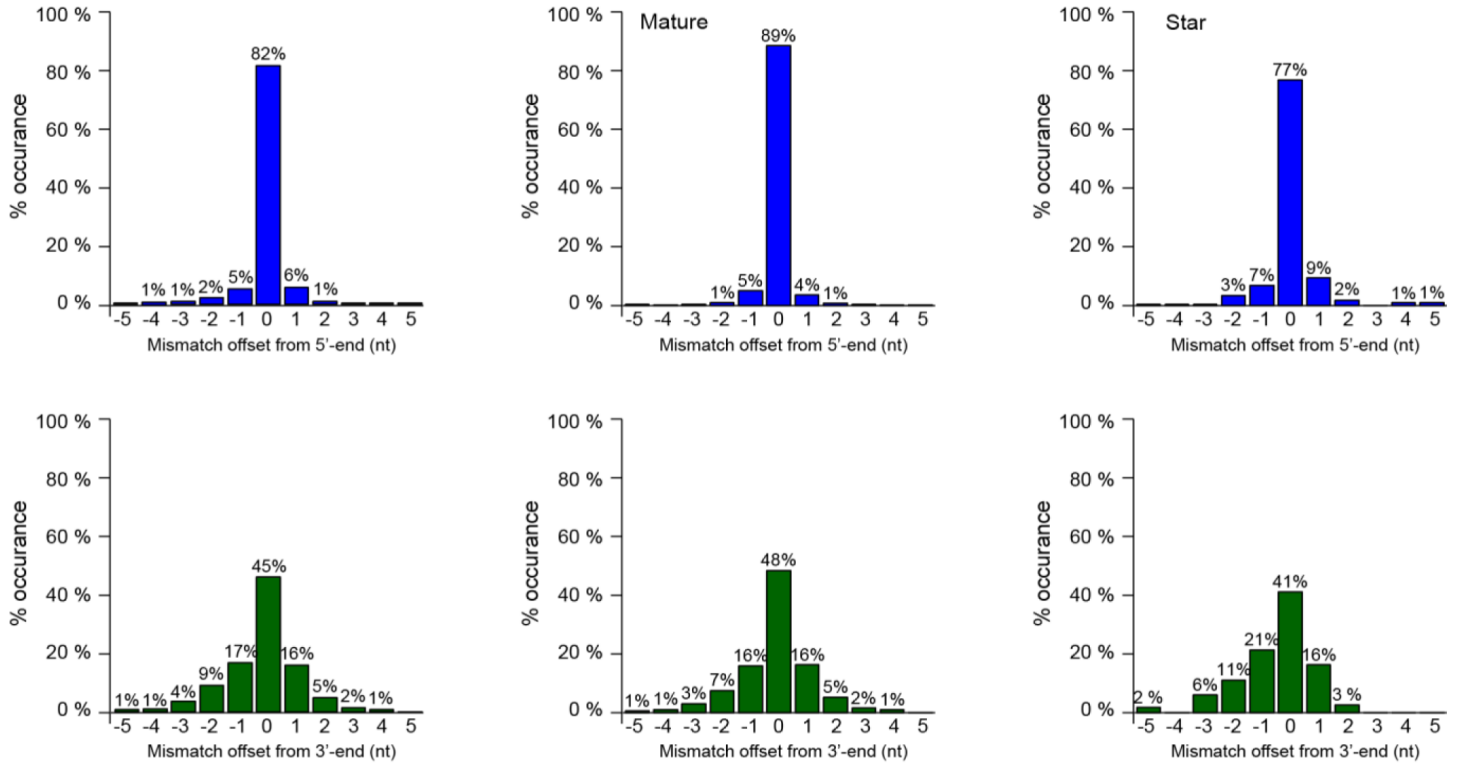 100 %
80 %
60 %
40 %
20 %
0 %
% occurance
1% 1% 2% 5% 82% 6% 1%
-5 -4 -3 -2 -1 0 1 2 3 4 5
Mismatch offset from 5’-end (nt)
Mature
100 %
80 %
60 %
40 %
20 %
0 %
% occurance
1% 5% 89% 4% 1%
-5 -4 -3 -2 -1 0 1 2 3 4 5
Mismatch offset from 5’-end (nt)
Star
100 %
80 %
60 %
40 %
20 %
0 %
% occurance
3% 7% 77% 9% 2% 1% 1%
-5 -4 -3 -2 -1 0 1 2 3 4 5
Mismatch offset from 5’-end (nt)
100 %
80 %
60 %
40 %
20 %
0 %
% occurance
1% 1% 4% 9% 17% 45% 16% 5% 2% 1%
-5 -4 -3 -2 -1 0 1 2 3 4 5
Mismatch offset from 3’-end (nt)
100 %
80 %
60 %
40 %
20 %
0 %
% occurance
1% 1% 3% 7% 16% 48% 16% 5% 2% 1%
-5 -4 -3 -2 -1 0 1 2 3 4 5
Mismatch offset from 3’-end (nt)
100 %
80 %
60 %
40 %
20 %
0 %
% occurance
2 % 6% 11% 21% 41% 16% 3 %
-5 -4 -3 -2 -1 0 1 2 3 4 5
Mismatch offset from 3’-end (nt)